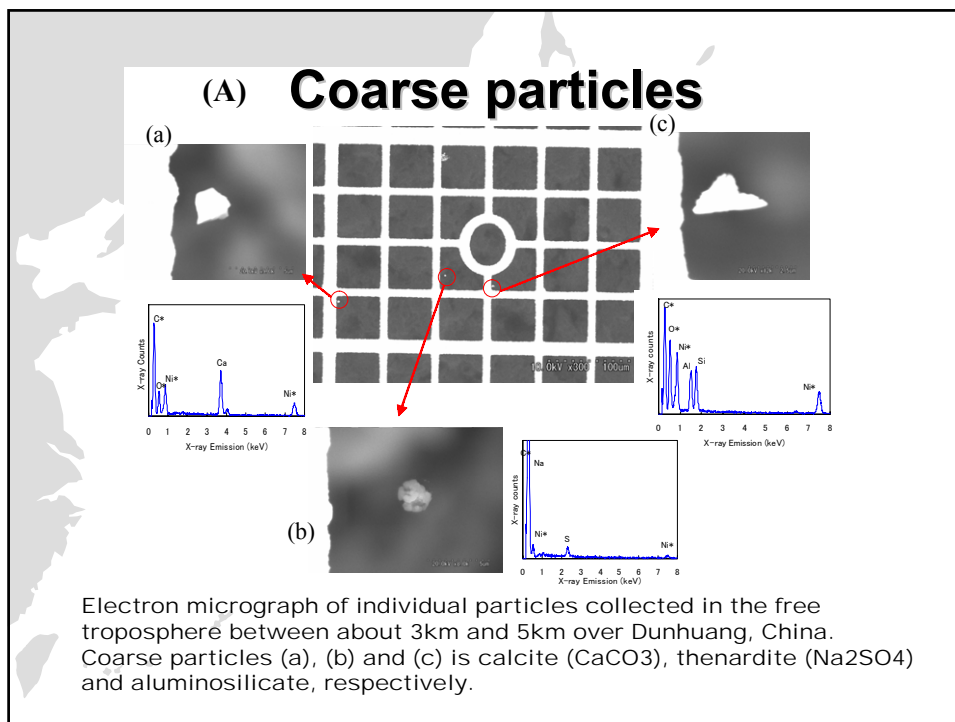 (A) Coarse particles
(a)
(c)
10.0kV x300 100um
C*
O*
Ni*
Ca
Ni*
X-ray Counts
0 1 2 3 4 5 6 7 8
X-ray Emission (keV)
C*
O*
Ni*
Al
Si
Ni*
X-ray counts
0 1 2 3 4 5 6 7 8
X-ray Emission (keV)
(b)
C*
Na
Ni*
S
Ni*
X-ray counts
0 1 2 3 4 5 6 7 8
X-ray Emission (keV)
Electron micrograph of individual particles collected in the free
troposphere between about 3km and 5km over Dunhuang, China.
Coarse particles (a), (b) and (c) is calcite (CaCO3), thenardite (Na2SO4)
and aluminosilicate, respectively.